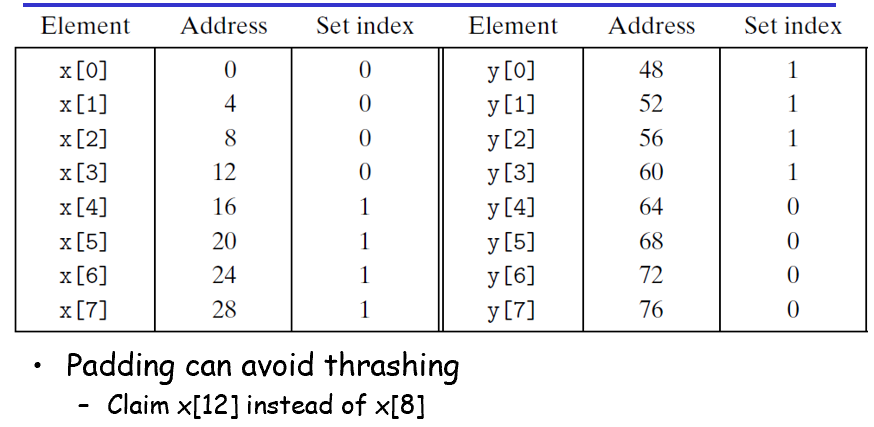 Element Address Set index Element Address Set index
x[0] 0 0 y[0] 48 1
x[1] 4 0 y[1] 52 1
x[2] 8 0 y[2] 56 1
x[3] 12 0 y[3] 60 1
x[4] 16 1 y[4] 64 0
x[5] 20 1 y[5] 68 0
x[6] 24 1 y[6] 72 0
x[7] 28 1 y[7] 76 0
• Padding can avoid thrashing
– Claim x[12] instead of x[8]